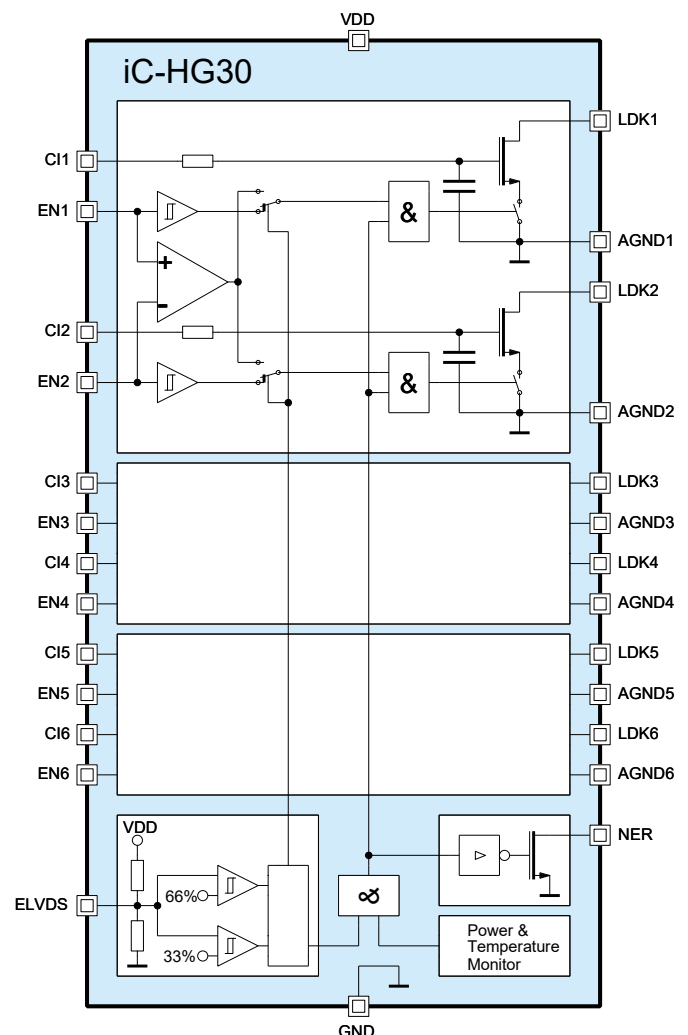 VDD
iC-HG30
LDK1
CI1
EN1
&
AGND1
+
LDK2
-
CI2
EN2
&
AGND2
CI3
LDK3
EN3
AGND3
CI4
LDK4
EN4
AGND4
CI5
LDK5
EN5
AGND5
CI6
LDK6
EN6
AGND6
VDD
NER
66%
&
ELVDS
33%
Power &
Temperature
Monitor
GND